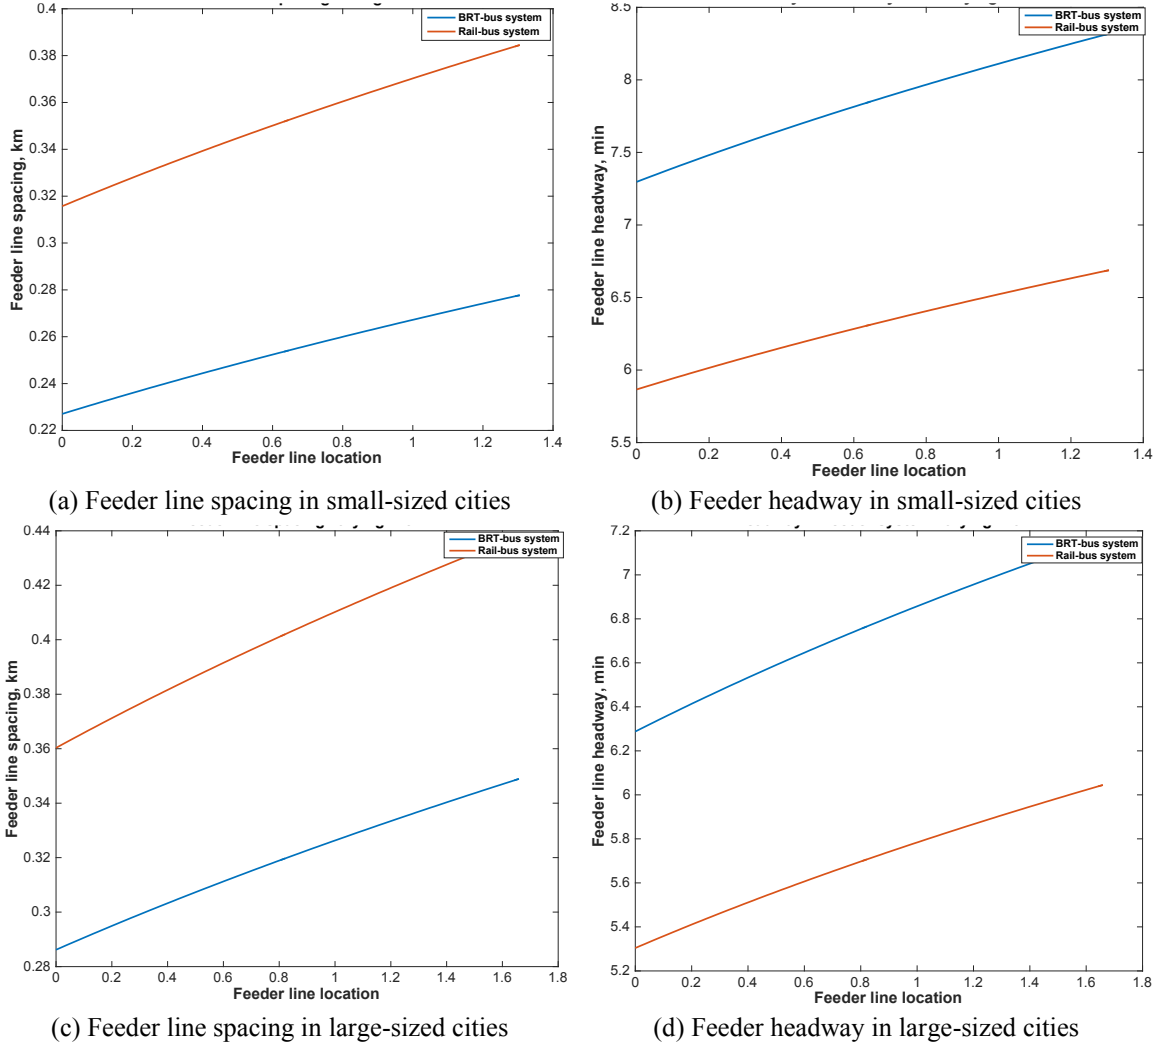 0.4
0.38
0.36
0.34
0.32
0.3
0.28
0.26
0.24
0.22
Feeder line spacing, km
BRT-bus system
Rail-bus system
0 0.2 0.4 0.6 0.8 1 1.2 1.4
Feeder line location
(a) Feeder line spacing in small-sized cities
8.5
8
7.5
7
6.5
6
5.5
Feeder line headway, min
BRT-bus system
Rail-bus system
0 0.2 0.4 0.6 0.8 1 1.2 1.4
Feeder line location
(b) Feeder headway in small-sized cities
0.44
0.42
0.4
0.38
0.36
0.34
0.32
0.3
0.28
Feeder line spacing, km
BRT-bus system
Rail-bus system
0 0.2 0.4 0.6 0.8 1 1.2 1.4 1.6 1.8
Feeder line location
(c) Feeder line spacing in large-sized cities
7.2
7
6.8
6.6
6.4
6.2
6
5.8
5.6
5.4
5.2
Feeder line headway, min
BRT-bus system
Rail-bus system
0 0.2 0.4 0.6 0.8 1 1.2 1.4 1.6 1.8
Feeder line location
(d) Feeder headway in large-sized cities